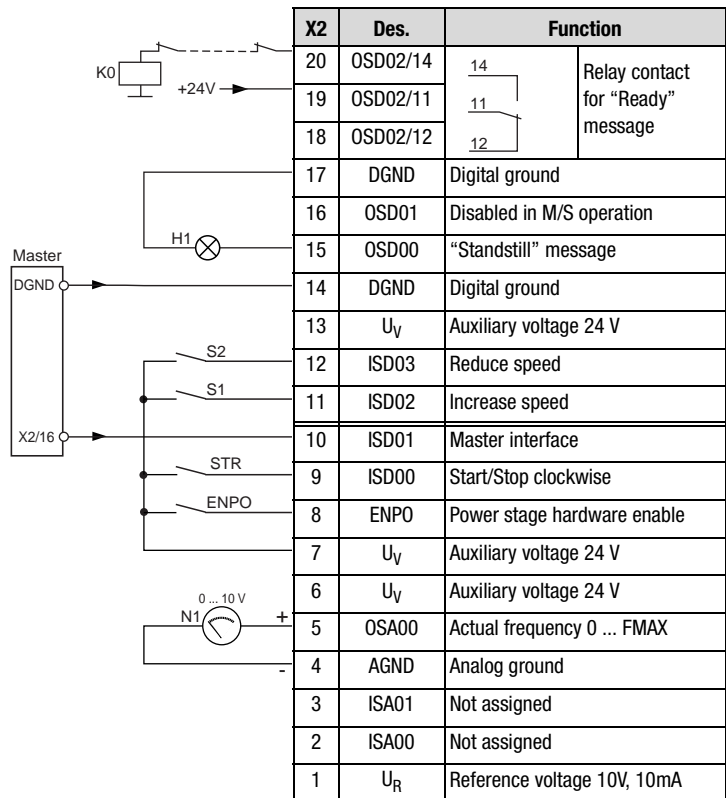 X2 Des. Function
20 OSD02/14 14 Relay contact
K0 +24V 19 OSD02/11 11 for “Ready”
18 OSD02/12 12 message
17 DGND Digital ground
16 OSD01 Disabled in M/S operation
H1 15 OSD00 “Standstill” message
Master
DGND 14 DGND Digital ground
13 UV Auxiliary voltage 24 V
S2 12 ISD03 Reduce speed
S1 11 ISD02 Increase speed
X2/16 10 ISD01 Master interface
STR 9 ISD00 Start/Stop clockwise
ENPO 8 ENPO Power stage hardware enable
7 UV Auxiliary voltage 24 V
6 UV Auxiliary voltage 24 V
0 ... 10 V
N1 + 5 OSA00 Actual frequency 0 ... FMAX
- 4 AGND Analog ground
3 ISA01 Not assigned
2 ISA00 Not assigned
1 UR Reference voltage 10V, 10mA